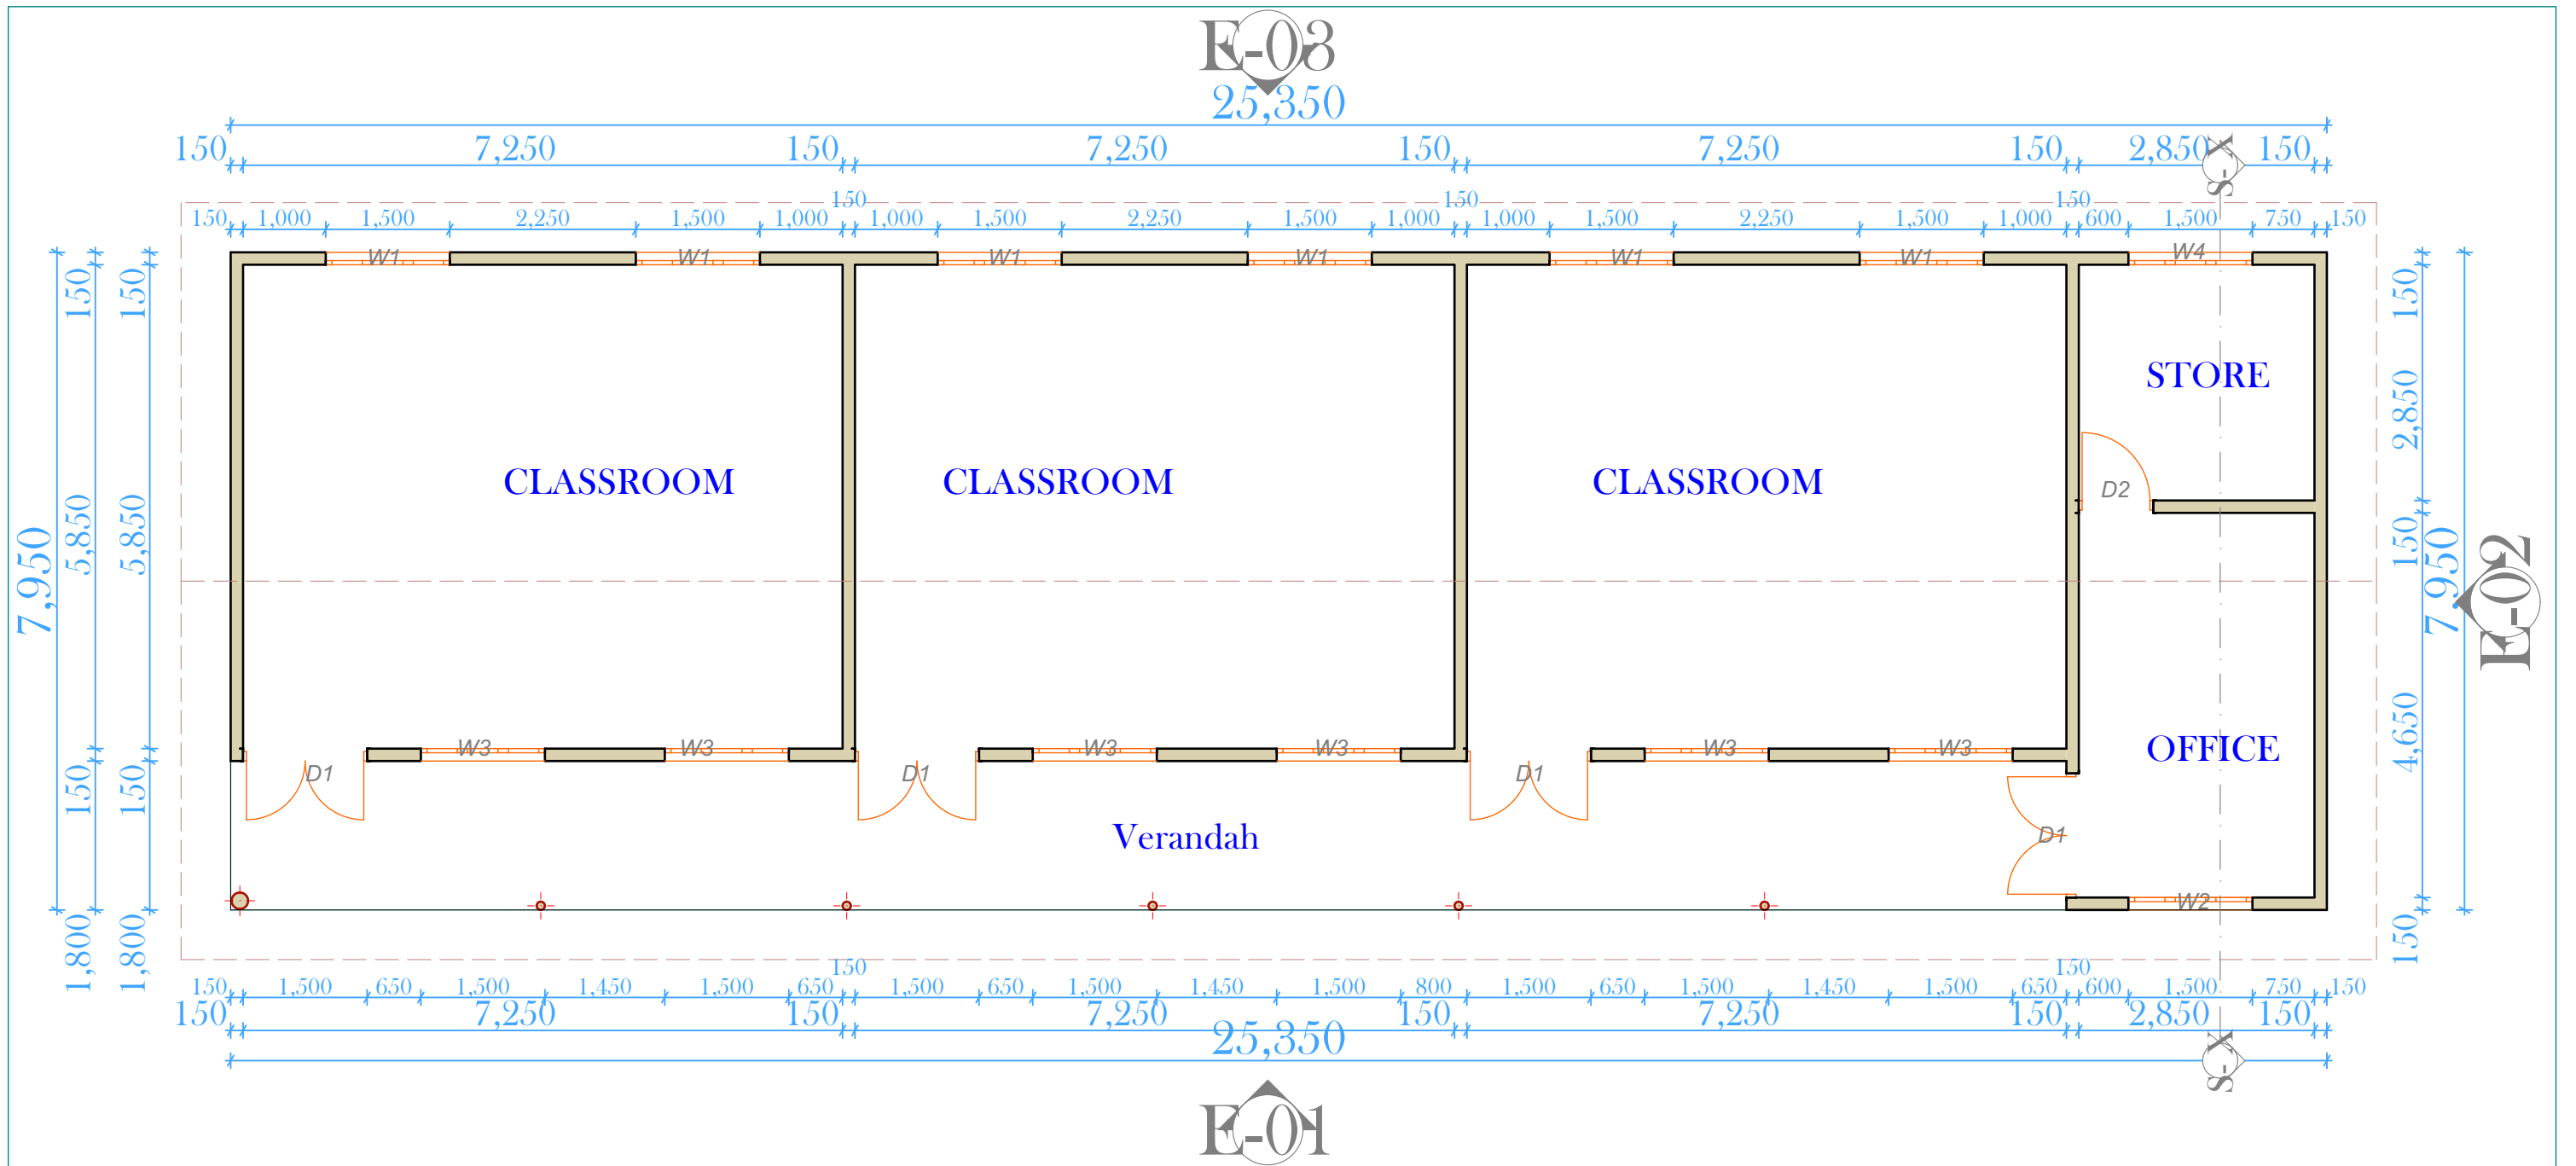 E-03
25,350
150 7,250 150 7,250 150 7,250 150 2,850 150
S-X
150 150 150
150 1,000 1,500 2,250 1,500 1,000 1,000 1,500 2,250 1,500 1,000 1,000 1,500 2,250 1,500 1,000 600 1,500 750 150
W1 W1 W1 W1 W1 W1 W4
150 150 150
STORE
2,850
CLASSROOM CLASSROOM CLASSROOM
D2
7,950 5,850 5,850 150 7,950
E-02
W3 W3 W3 W3 W3 W3 OFFICE
4,650
D1 D1 D1
150 150
Verandah D1
W2
1,800 1,800 150
150 150
150 1,500 650 1,500 1,450 1,500 650 1,500 650 1,500 1,450 1,500 800 1,500 650 1,500 1,450 1,500 650 600 1,500 750 150
150 7,250 150 7,250 150 7,250 150 2,850 150
25,350
S-X
E-01